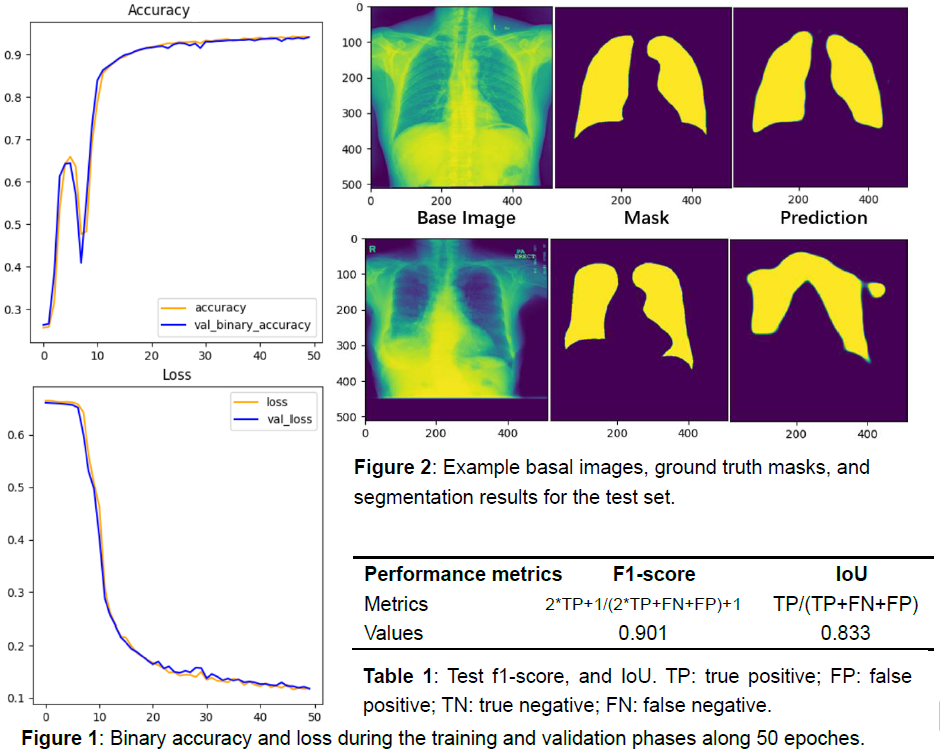 Accuracy
0.9
0.8
0.7
0.6
0.5
0.4
0.3
accuracy
val_binary_accuracy
0 10 20 30 40 50
Loss
loss
val_loss
0.6
0.5
0.4
0.3
0.2
0.1
0 10 20 30 40 50
Figure 1: Binary accuracy and loss during the training and validation phases along 50 epoches.
0
100
200
300
400
500
0 200 400 200 400 200 400
Base Image Mask Prediction
0
100
200
300
400
500
R
PA
ERECT
0 200 400 200 400 200 400
Figure 2: Example basal images, ground truth masks, and
segmentation results for the test set.
Performance metrics F1-score IoU
Metrics 2*TP+1/(2*TP+FN+FP)+1 TP/(TP+FN+FP)
Values 0.901 0.833
Table 1: Test f1-score, and IoU. TP: true positive; FP: false
positive; TN: true negative; FN: false negative.